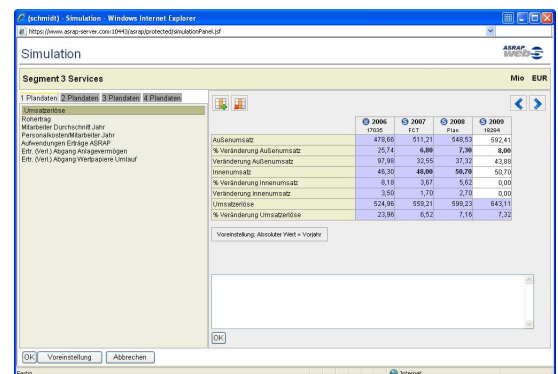 (schmidt) - Simulation - Windows Internet Explorer
https://www.asrap-server.com:10443/asrap/protected/simulationPanel.jsf
Simulation
ASRAP web
Segment 3 Services Mio EUR
1 Plandaten 2 Plandaten 3 Plandaten 4 Plandaten
Umsatzerlöse
Rohertrag
Mitarbeiter Durchschnitt Jahr
Personalkosten/Mitarbeiter Jahr
Aufwendungen Erträge ASRAP
Ertr. (Verl.) Abgang Anlagevermögen
Ertr. (Verl.) Abgang Wertpapiere Umlauf
2006 2007 2008 2009
17035 FCT Plan 19294
Außenumsatz 478,66 511,21 548,53 592,41
% Veränderung Außenumsatz 25,74 6,80 7,30 8,00
Veränderung Außenumsatz 97,98 32,55 37,32 43,88
Innenumsatz 46,30 48,00 50,70 50,70
% Veränderung Innenumsatz 8,18 3,67 5,62 0,00
Veränderung Innenumsatz 3,50 1,70 2,70 0,00
Umsatzerlöse 524,96 559,21 599,23 643,11
% Veränderung Umsatzerlöse 23,96 6,52 7,16 7,32
Voreinstellung: Absoluter Wert = Vorjahr
OK
OK Voreinstellung Abbrechen
Fertig Internet